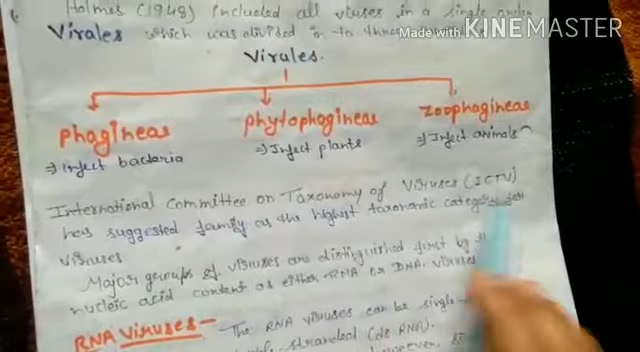 Holmes (1948) included all viruses in a single order
Virales which was divided in to three
Made with KINEMASTER
Virales.
Phagineae phytophagineae zoophagineae
⇒ Infect bacteria ⇒ Infect plants ⇒ Infect animals
International Committee on Taxonomy of Viruses (ICTV)
has suggested family as the highest taxonomic category for
viruses
Major groups of viruses are distinguished first by
nucleic acid content as either RNA or DNA. viruses
RNA Viruses – The RNA viruses can be single-
stranded (ds RNA).
however,